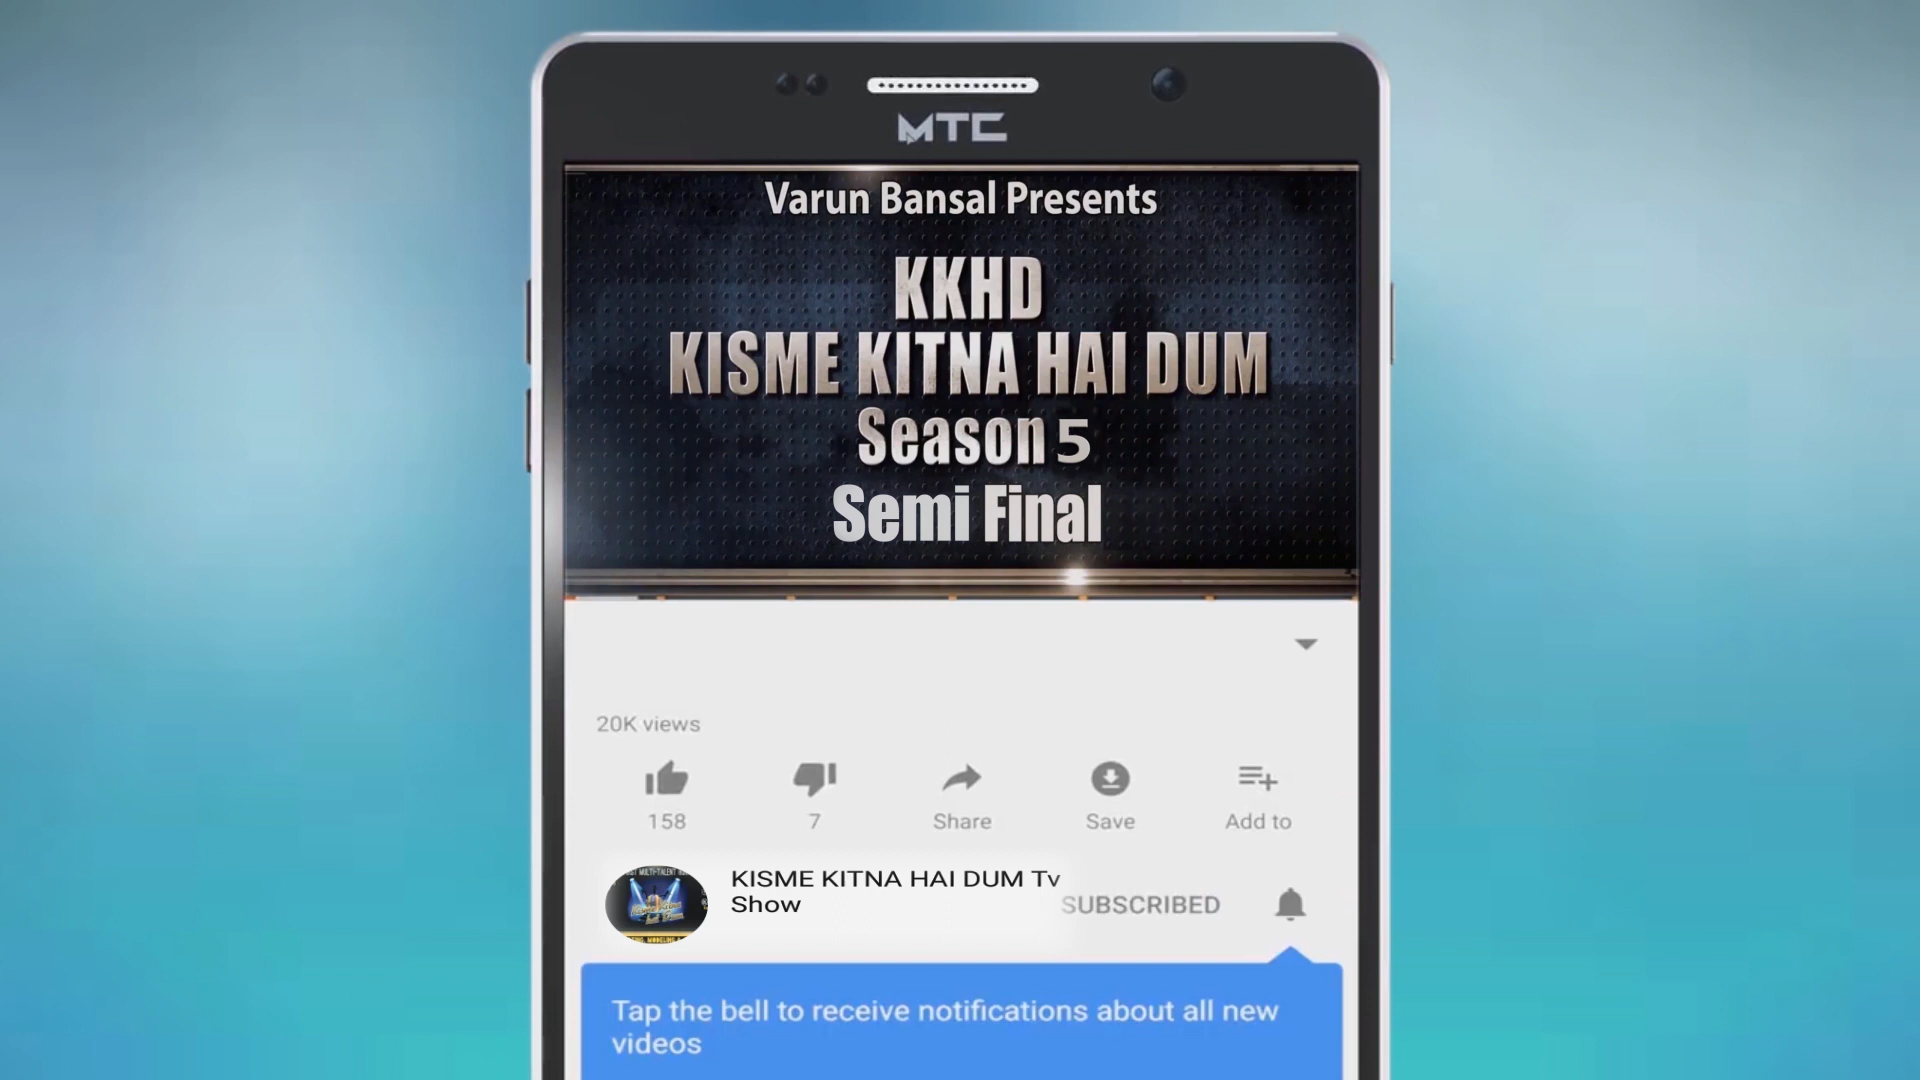 MTC
Varun Bansal Presents
KKHD
KISME KITNA HAI DUM
Season 5
Semi Final
20K views
158
7
Share
Save
Add to
MULTI-TALENT
KISME KITNA HAI DUM Tv
Show
SUBSCRIBED
Tap the bell to receive notifications about all new
videos